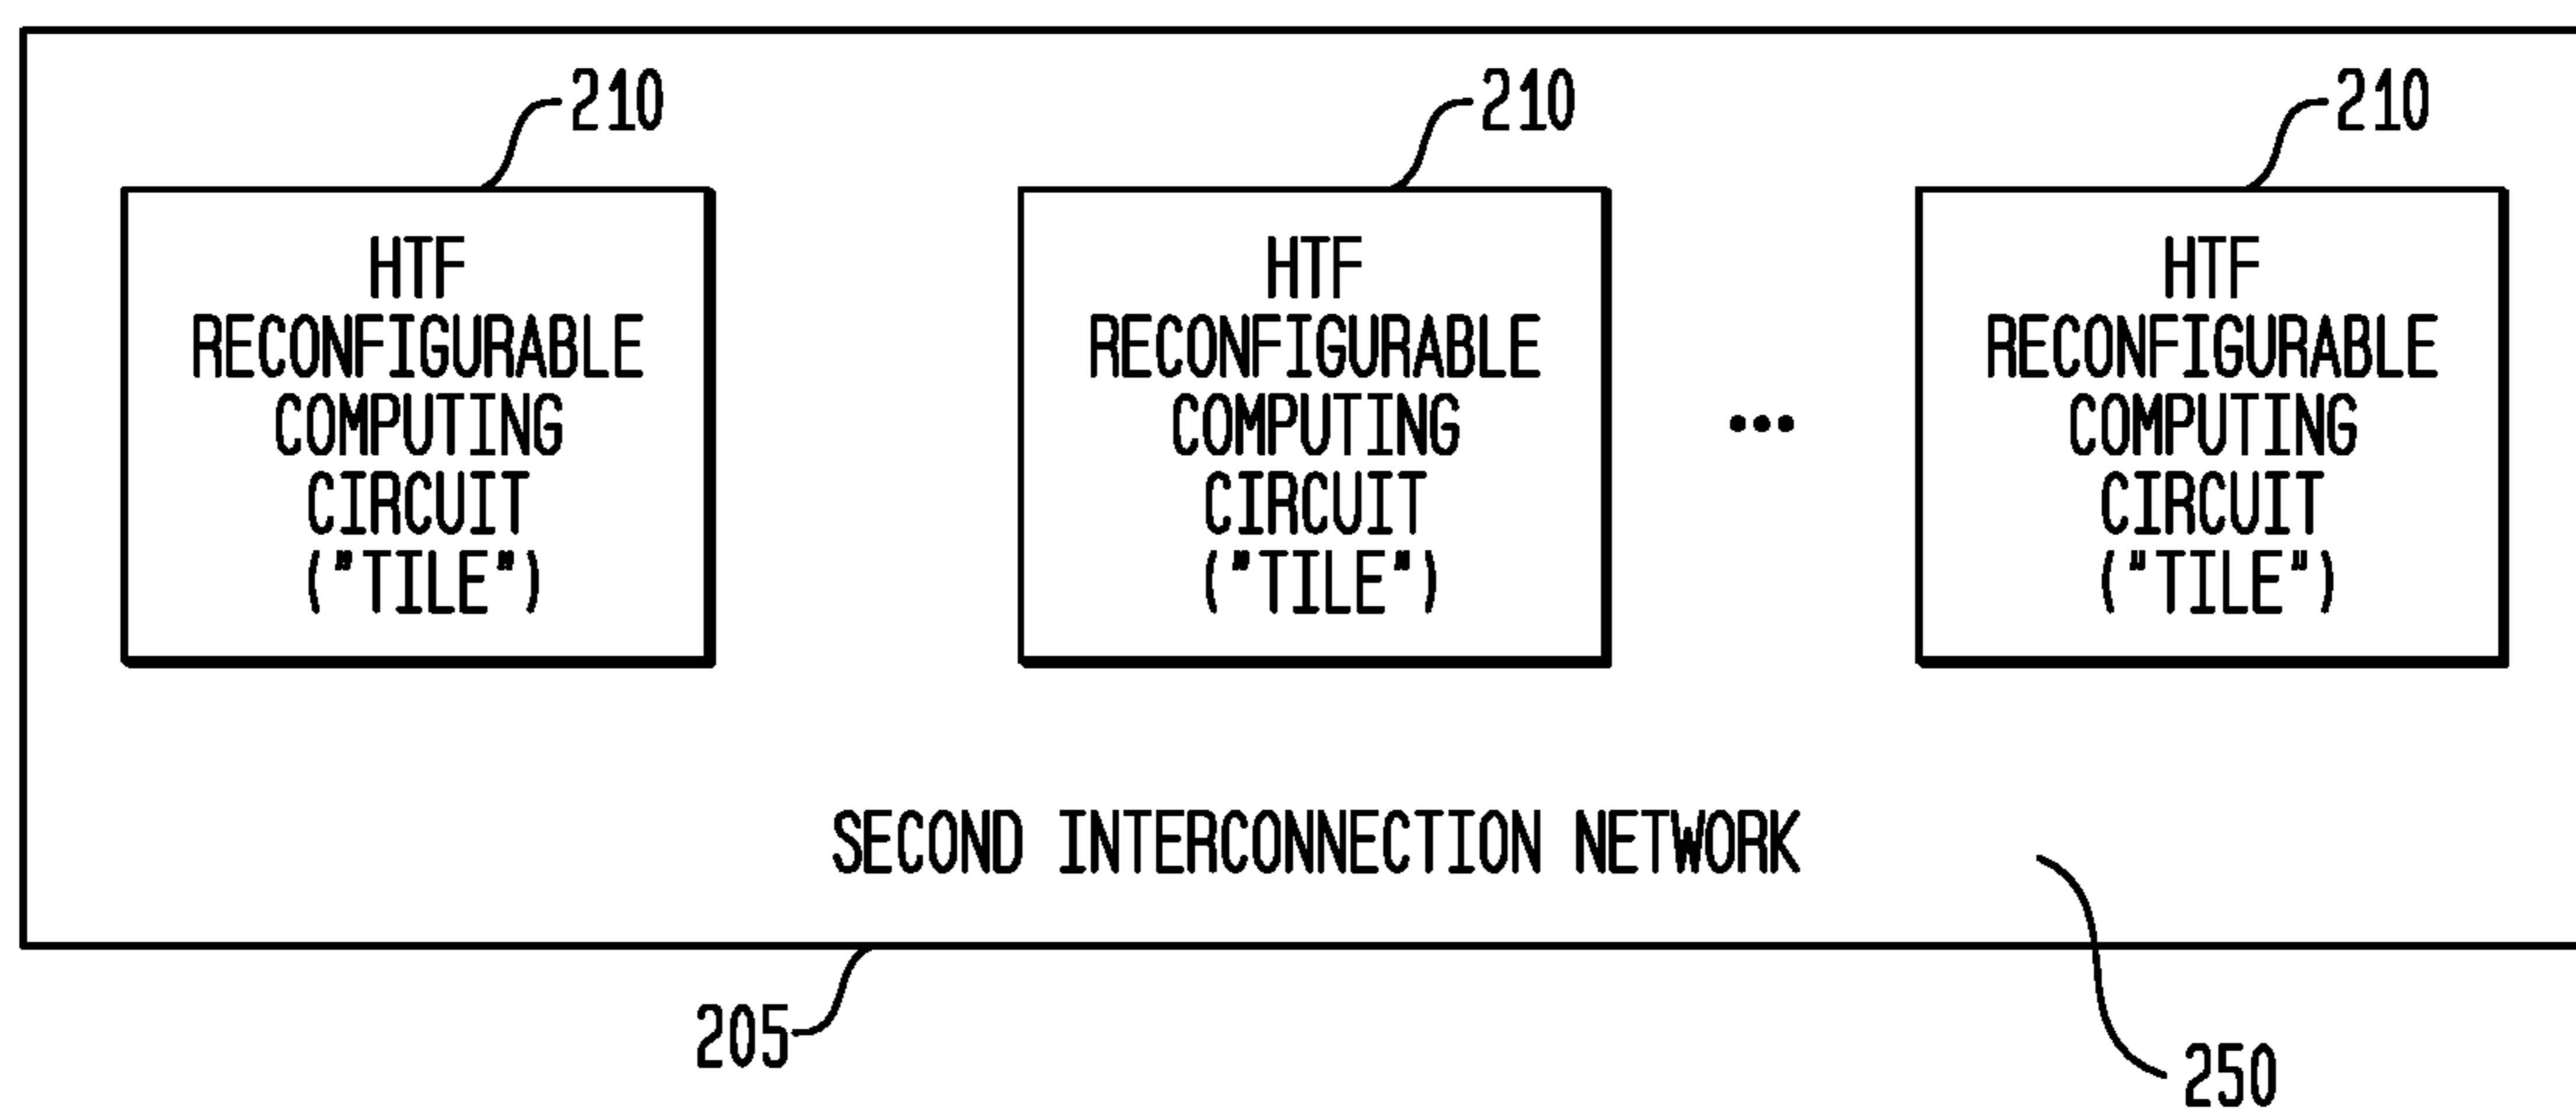 210
210
210
HTF
RECONFIGURABLE
COMPUTING
CIRCUIT
("TILE")
HTF
RECONFIGURABLE
COMPUTING
CIRCUIT
("TILE")
...
HTF
RECONFIGURABLE
COMPUTING
CIRCUIT
("TILE")
SECOND INTERCONNECTION NETWORK
205
250